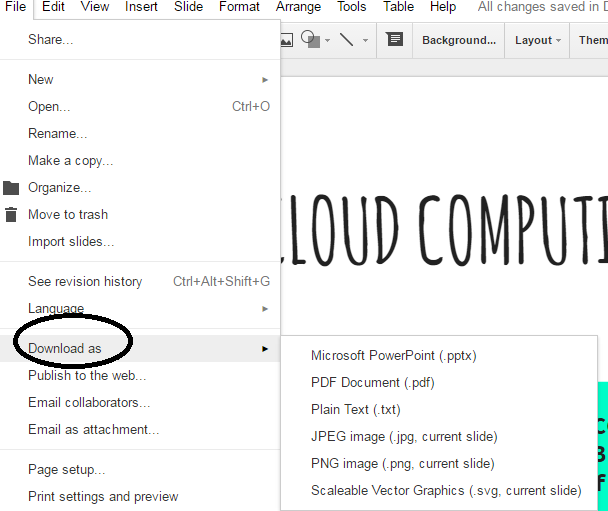 File Edit View Insert Slide Format Arrange Tools Table Help All changes saved in D
Background... Layout Them
Share...
New
Open... Ctrl+O
Rename...
Make a copy...
Organize...
Move to trash
Import slides...
See revision history Ctrl+Alt+Shift+G
Language
Download as
Publish to the web...
Email collaborators...
Email as attachment...
Page setup...
Print settings and preview
Microsoft PowerPoint (.pptx)
PDF Document (.pdf)
Plain Text (.txt)
JPEG image (.jpg, current slide)
PNG image (.png, current slide)
Scaleable Vector Graphics (.svg, current slide)
CLOUD COMPUTI